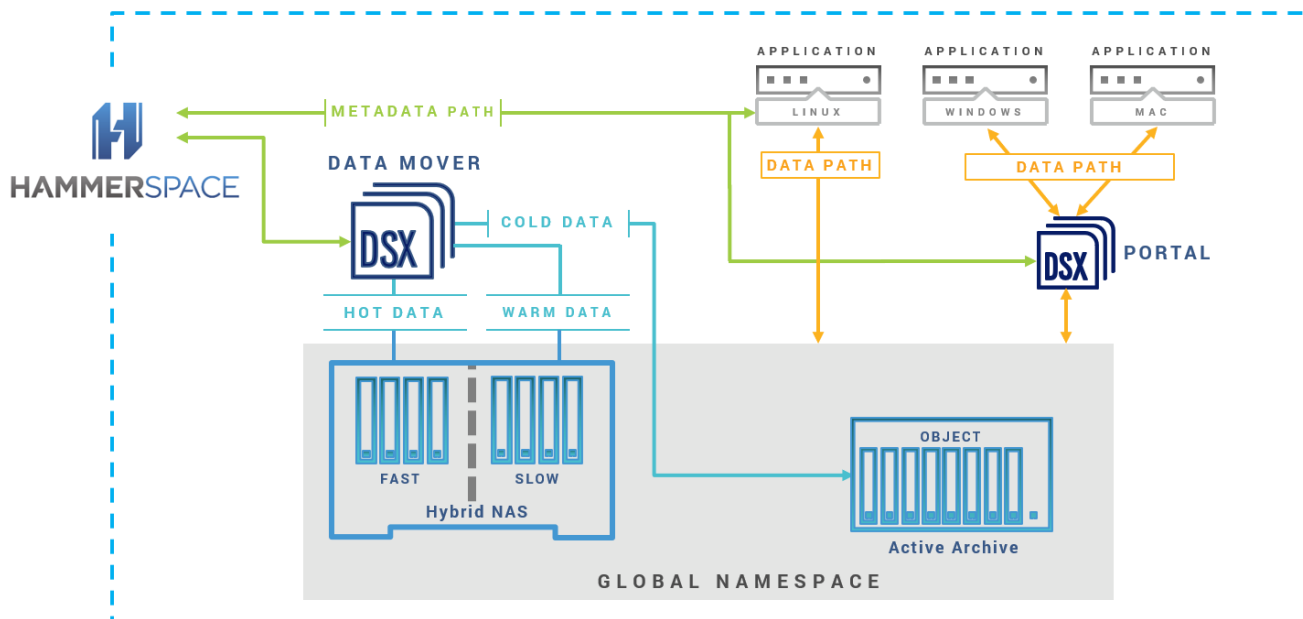 APPLICATION
APPLICATION
APPLICATION
LINUX
WINDOWS
MAC
METADATA PATH
HAMMERSPACE
DATA MOVER
DATA PATH
DATA PATH
DSX
COLD DATA
DSX
PORTAL
HOT DATA
WARM DATA
FAST
SLOW
Hybrid NAS
OBJECT
Active Archive
GLOBAL NAMESPACE